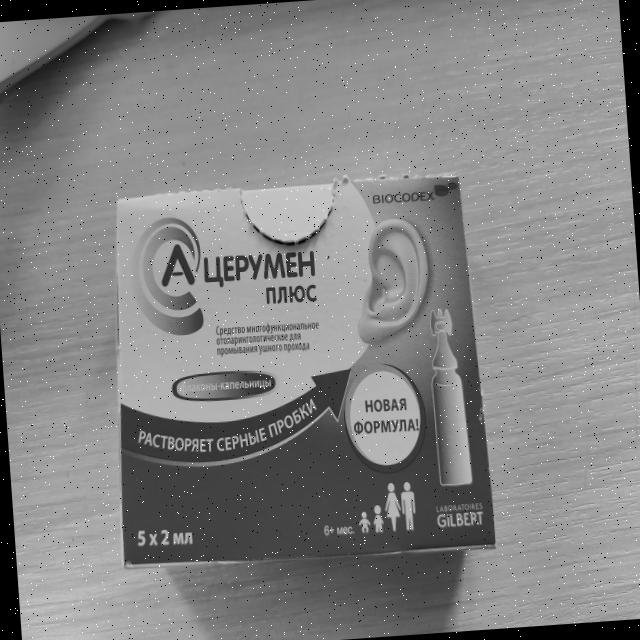 BIOCODEX
А ЦЕРУМЕН
ПЛЮС
Средство многофункциональное
отоларингологическое для
промывания ушного прохода
флаконы-капельницы
РАСТВОРЯЕТ СЕРНЫЕ ПРОБКИ
НОВАЯ
ФОРМУЛА!
6+ мес.
5 x 2 мл
LABORATOIRES
GILBERT